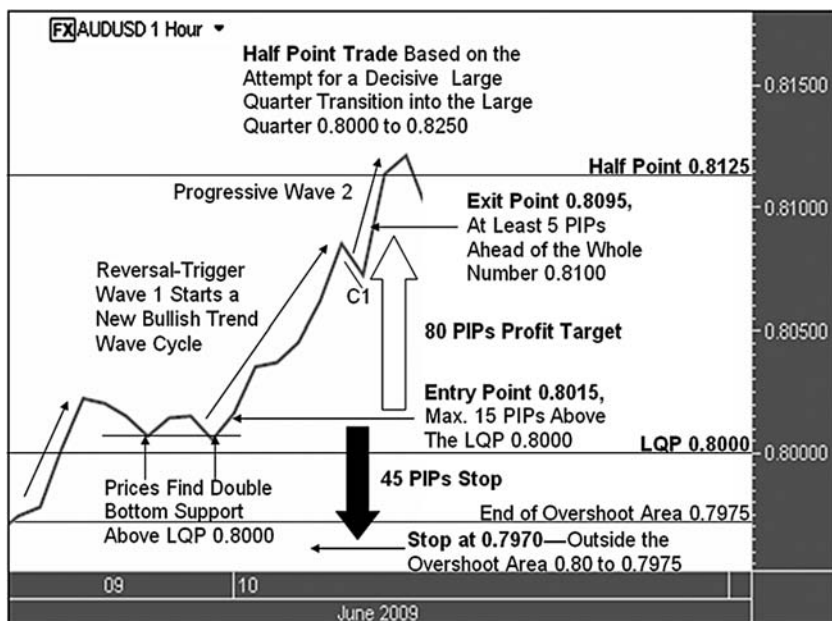 FX AUDUSD 1 Hour
Half Point Trade Based on the
Attempt for a Decisive Large
Quarter Transition into the Large
Quarter 0.8000 to 0.8250
0.81500
Half Point 0.8125
Progressive Wave 2
Exit Point 0.8095,
At Least 5 PIPs
Ahead of the Whole
Number 0.8100
0.81000
Reversal-Trigger
Wave 1 Starts a
New Bullish Trend
Wave Cycle
C1
80 PIPs Profit Target
0.80500
Entry Point 0.8015,
Max. 15 PIPs Above
The LQP 0.8000
LQP 0.8000
0.80000
45 PIPs Stop
Prices Find Double
Bottom Support
Above LQP 0.8000
End of Overshoot Area 0.7975
Stop at 0.7970—Outside the
Overshoot Area 0.80 to 0.7975
09
10
June 2009